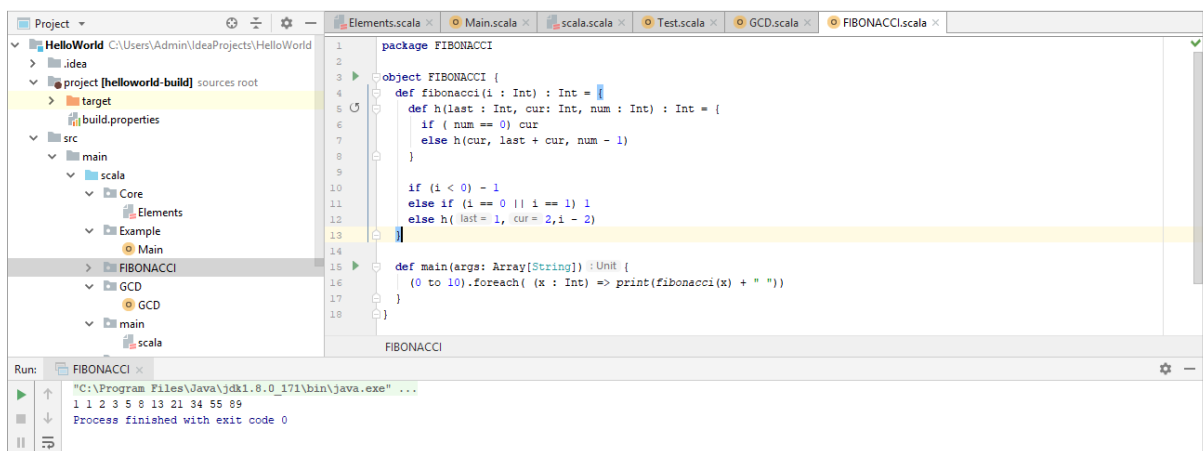 Project
HelloWorld C:\Users\Admin\IdeaProjects\HelloWorld
.idea
project [helloworld-build] sources root
target
build.properties
src
main
scala
Core
Elements
Example
Main
FIBONACCI
GCD
GCD
main
scala
Elements.scala Main.scala scala.scala Test.scala GCD.scala FIBONACCI.scala
1 package FIBONACCI
2
3 object FIBONACCI {
4 def fibonacci(i : Int) : Int = {
5 def h(last : Int, cur: Int, num : Int) : Int = {
6 if ( num == 0) cur
7 else h(cur, last + cur, num - 1)
8 }
9
10 if (i < 0) - 1
11 else if (i == 0 || i == 1) 1
12 else h( last = 1, cur = 2,i - 2)
13 }
14
15 def main(args: Array[String]) : Unit {
16 (0 to 10).foreach( (x : Int) => print(fibonacci(x) + " "))
17 }
18 }
FIBONACCI
Run: FIBONACCI
"C:\Program Files\Java\jdk1.8.0_171\bin\java.exe" ...
1 1 2 3 5 8 13 21 34 55 89
Process finished with exit code 0